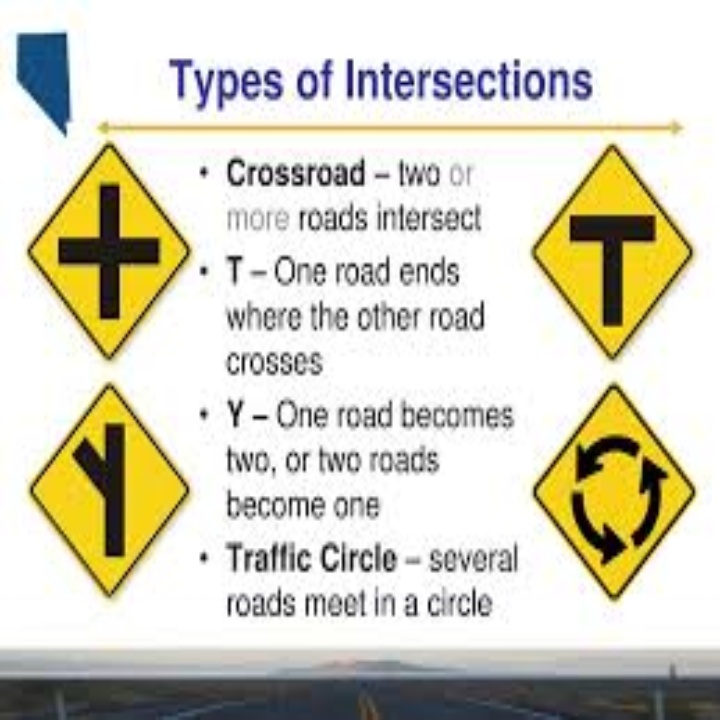 Types of Intersections
• Crossroad – two or
more roads intersect
• T – One road ends
where the other road
crosses
• Y – One road becomes
two, or two roads
become one
• Traffic Circle – several
roads meet in a circle